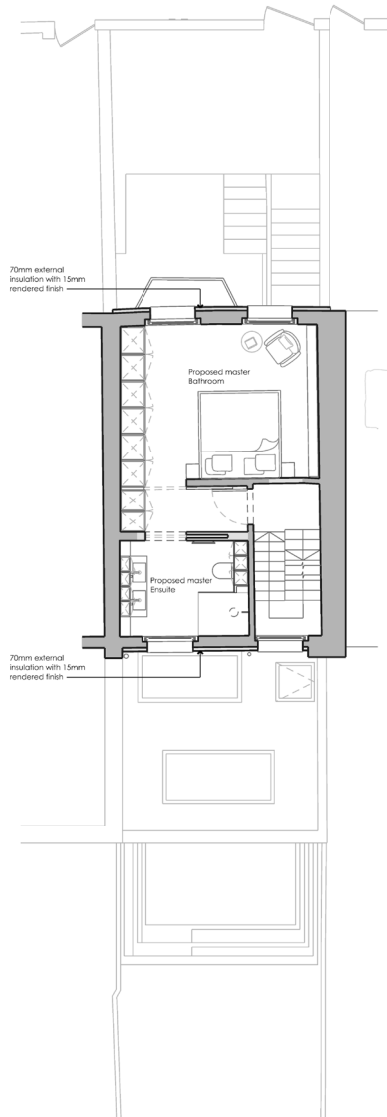 70mm external
insulation with 15mm
rendered finish
Proposed master
Bathroom
Proposed master
Ensuite
70mm external
insulation with 15mm
rendered finish